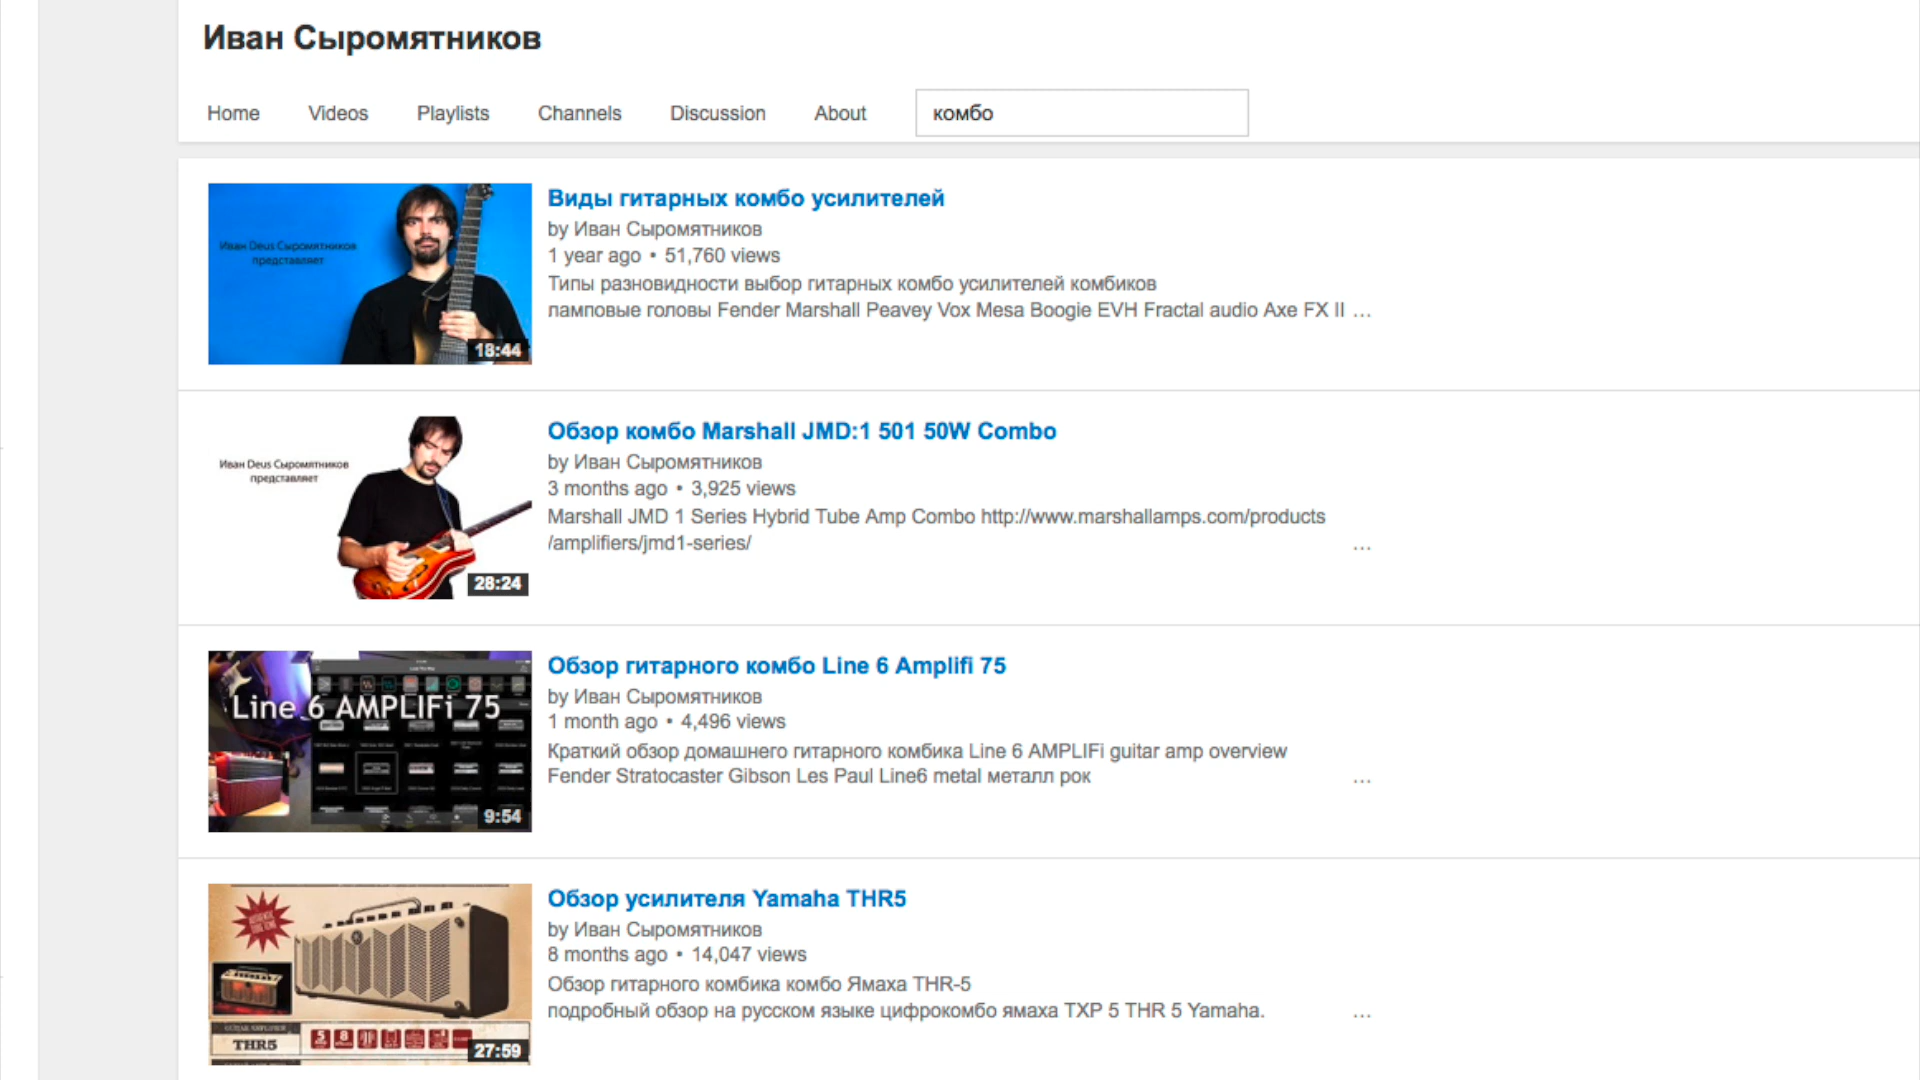 Иван Сыромятников
Home Videos Playlists Channels Discussion About комбо
Иван Deus Сыромятников
представляет
18:44
Виды гитарных комбо усилителей
by Иван Сыромятников
1 year ago • 51,760 views
Типы разновидности выбор гитарных комбо усилителей комбиков
ламповые головы Fender Marshall Peavey Vox Mesa Boogie EVH Fractal audio Axe FX II ...
Иван Deus Сыромятников
представляет
28:24
Обзор комбо Marshall JMD:1 501 50W Combo
by Иван Сыромятников
3 months ago • 3,925 views
Marshall JMD 1 Series Hybrid Tube Amp Combo http://www.marshallamps.com/products
/amplifiers/jmd1-series/ ...
Line 6 AMPLIFi 75
9:54
Обзор гитарного комбо Line 6 Amplifi 75
by Иван Сыромятников
1 month ago • 4,496 views
Краткий обзор домашнего гитарного комбика Line 6 AMPLIFi guitar amp overview
Fender Stratocaster Gibson Les Paul Line6 metal металл рок ...
THR5
27:59
Обзор усилителя Yamaha THR5
by Иван Сыромятников
8 months ago • 14,047 views
Обзор гитарного комбика комбо Ямаха THR-5
подробный обзор на русском языке цифрокомбо ямаха ТХР 5 THR 5 Yamaha. ...